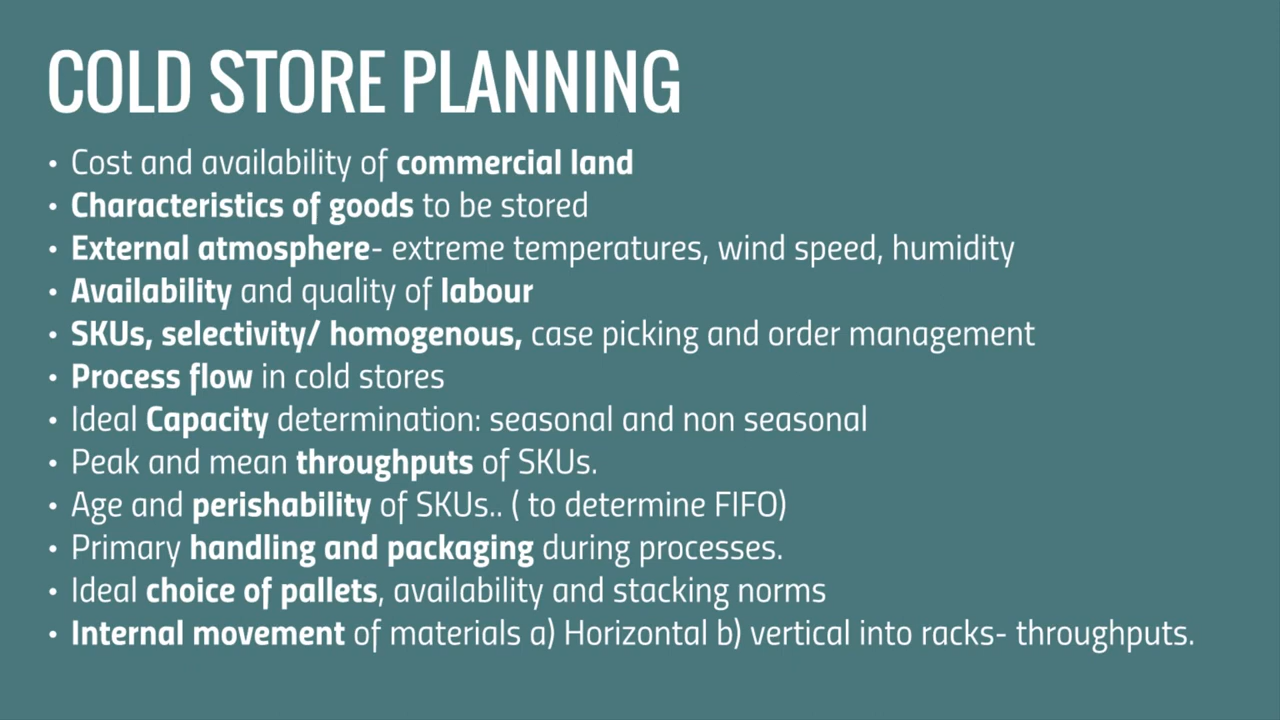 COLD STORE PLANNING
• Cost and availability of commercial land
• Characteristics of goods to be stored
• External atmosphere- extreme temperatures, wind speed, humidity
• Availability and quality of labour
• SKUs, selectivity/ homogenous, case picking and order management
• Process flow in cold stores
• Ideal Capacity determination: seasonal and non seasonal
• Peak and mean throughputs of SKUs.
• Age and perishability of SKUs.. ( to determine FIFO)
• Primary handling and packaging during processes.
• Ideal choice of pallets, availability and stacking norms
• Internal movement of materials a) Horizontal b) vertical into racks- throughputs.